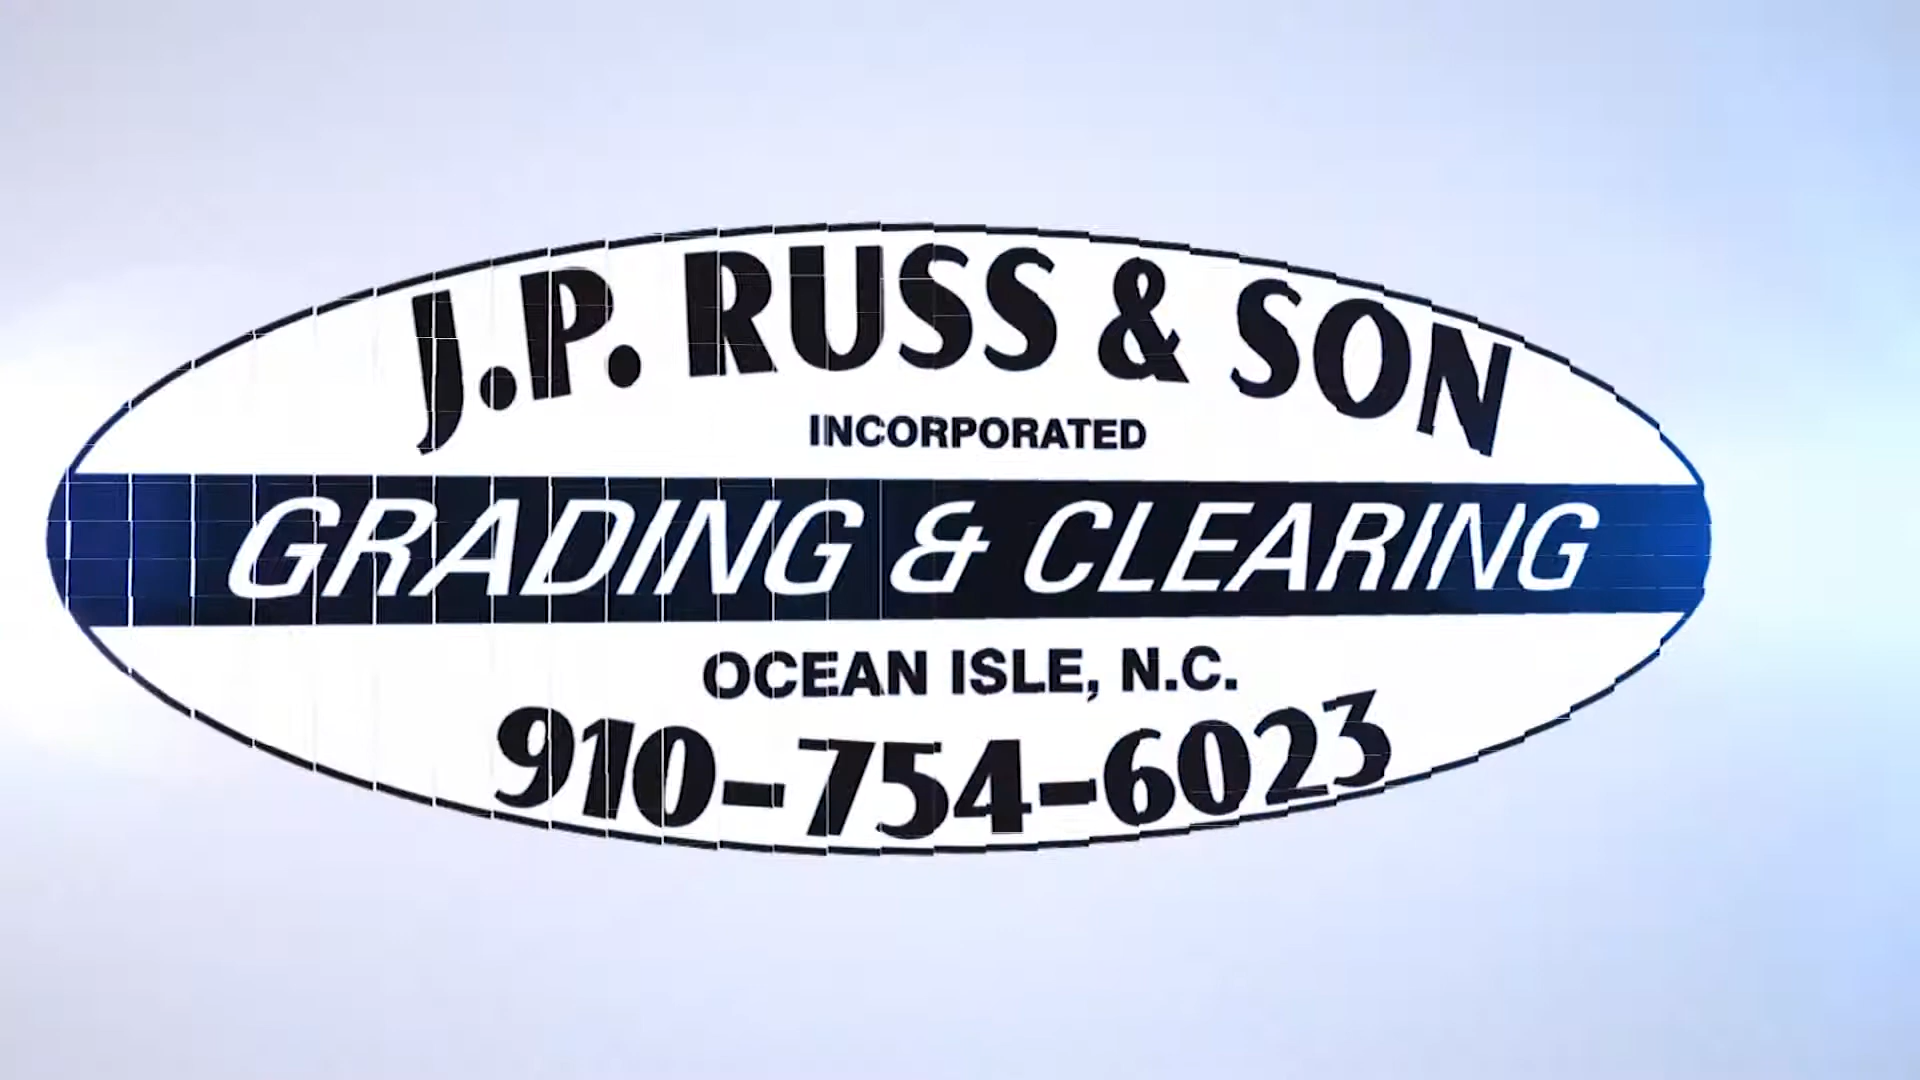 J.P. RUSS & SON
INCORPORATED
GRADING & CLEARING
OCEAN ISLE, N.C.
910-754-6023